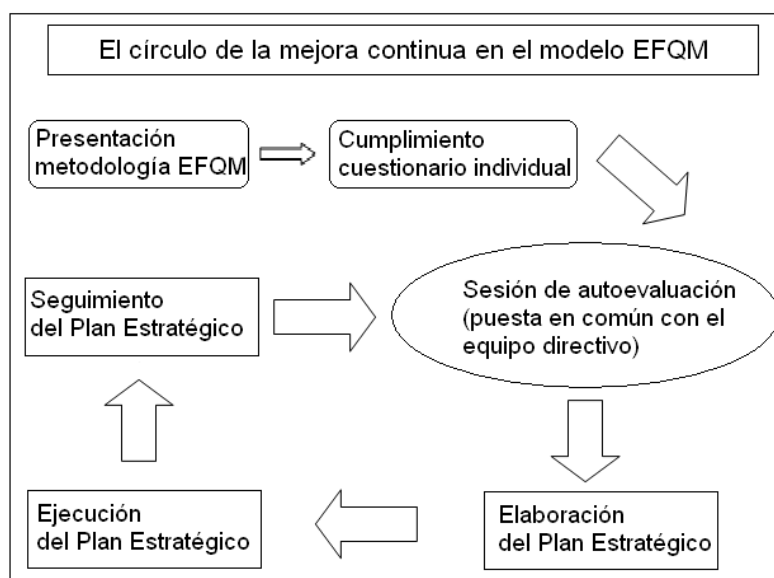 El círculo de la mejora continua en el modelo EFQM
Presentación
metodología EFQM
Cumplimiento
cuestionario individual
Seguimiento
del Plan Estratégico
Sesión de autoevaluación
(puesta en común con el
equipo directivo)
Ejecución
del Plan Estratégico
Elaboración
del Plan Estratégico